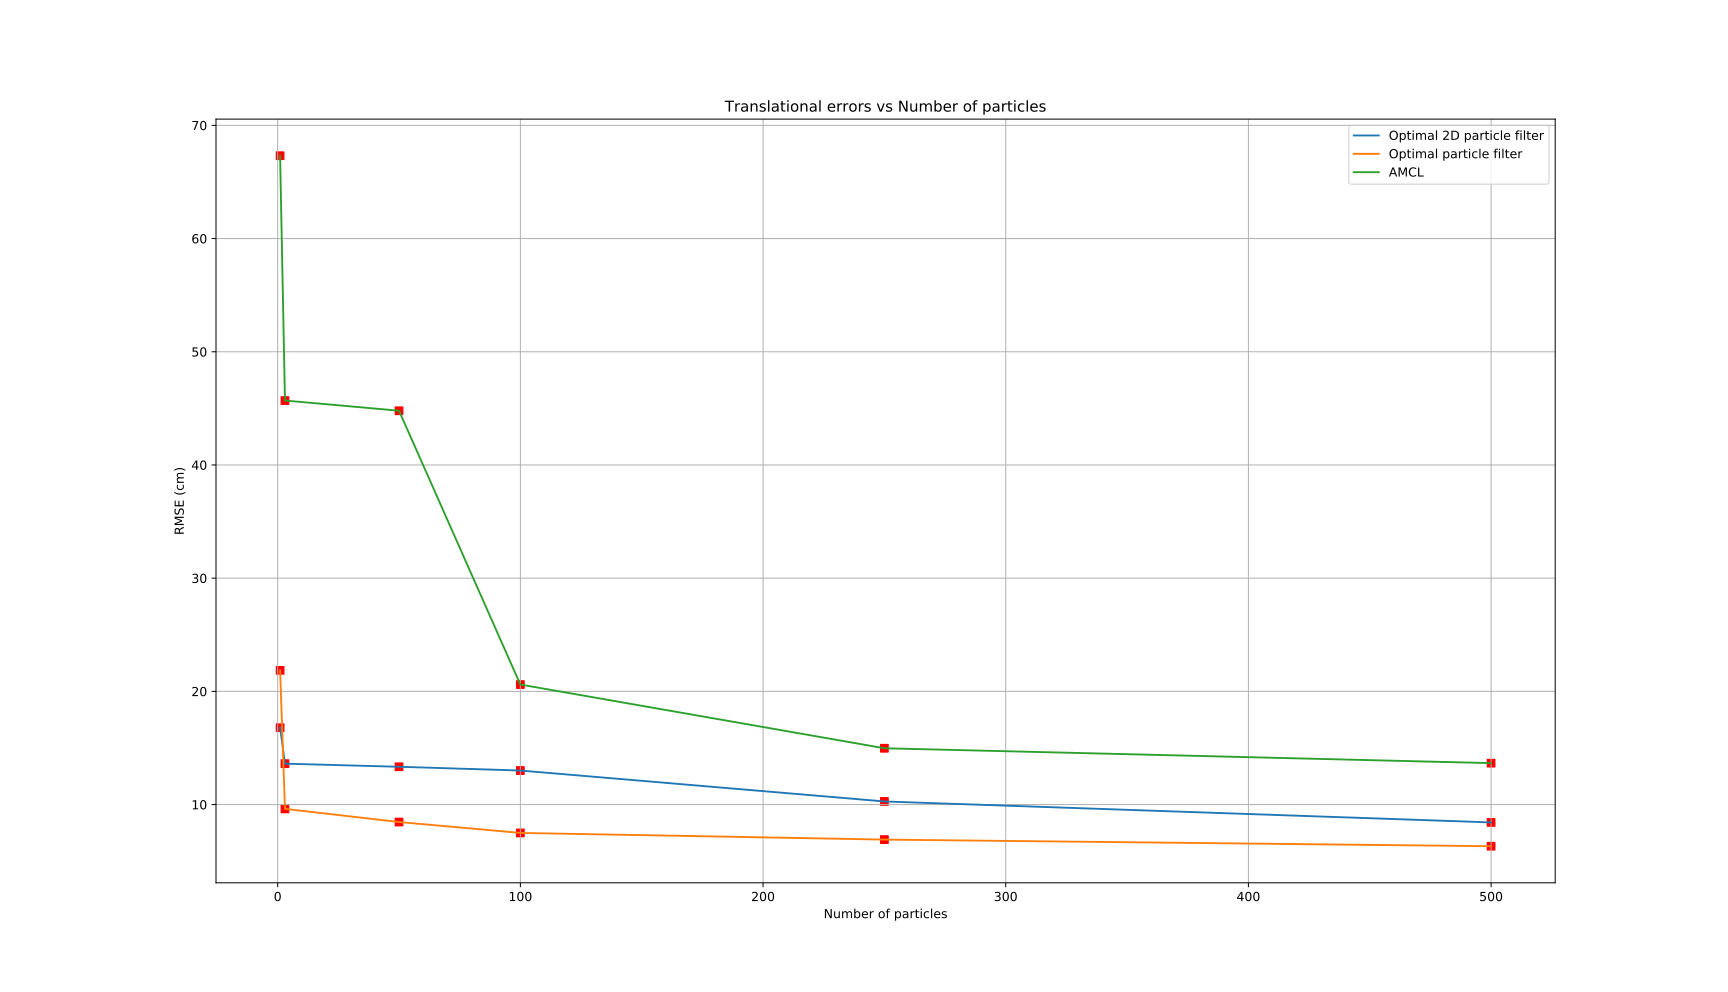 Translational errors vs Number of particles
Optimal 2D particle filter
Optimal particle filter
AMCL
RMSE (cm)
70
60
50
40
30
20
10
0 100 200 300 400 500
Number of particles